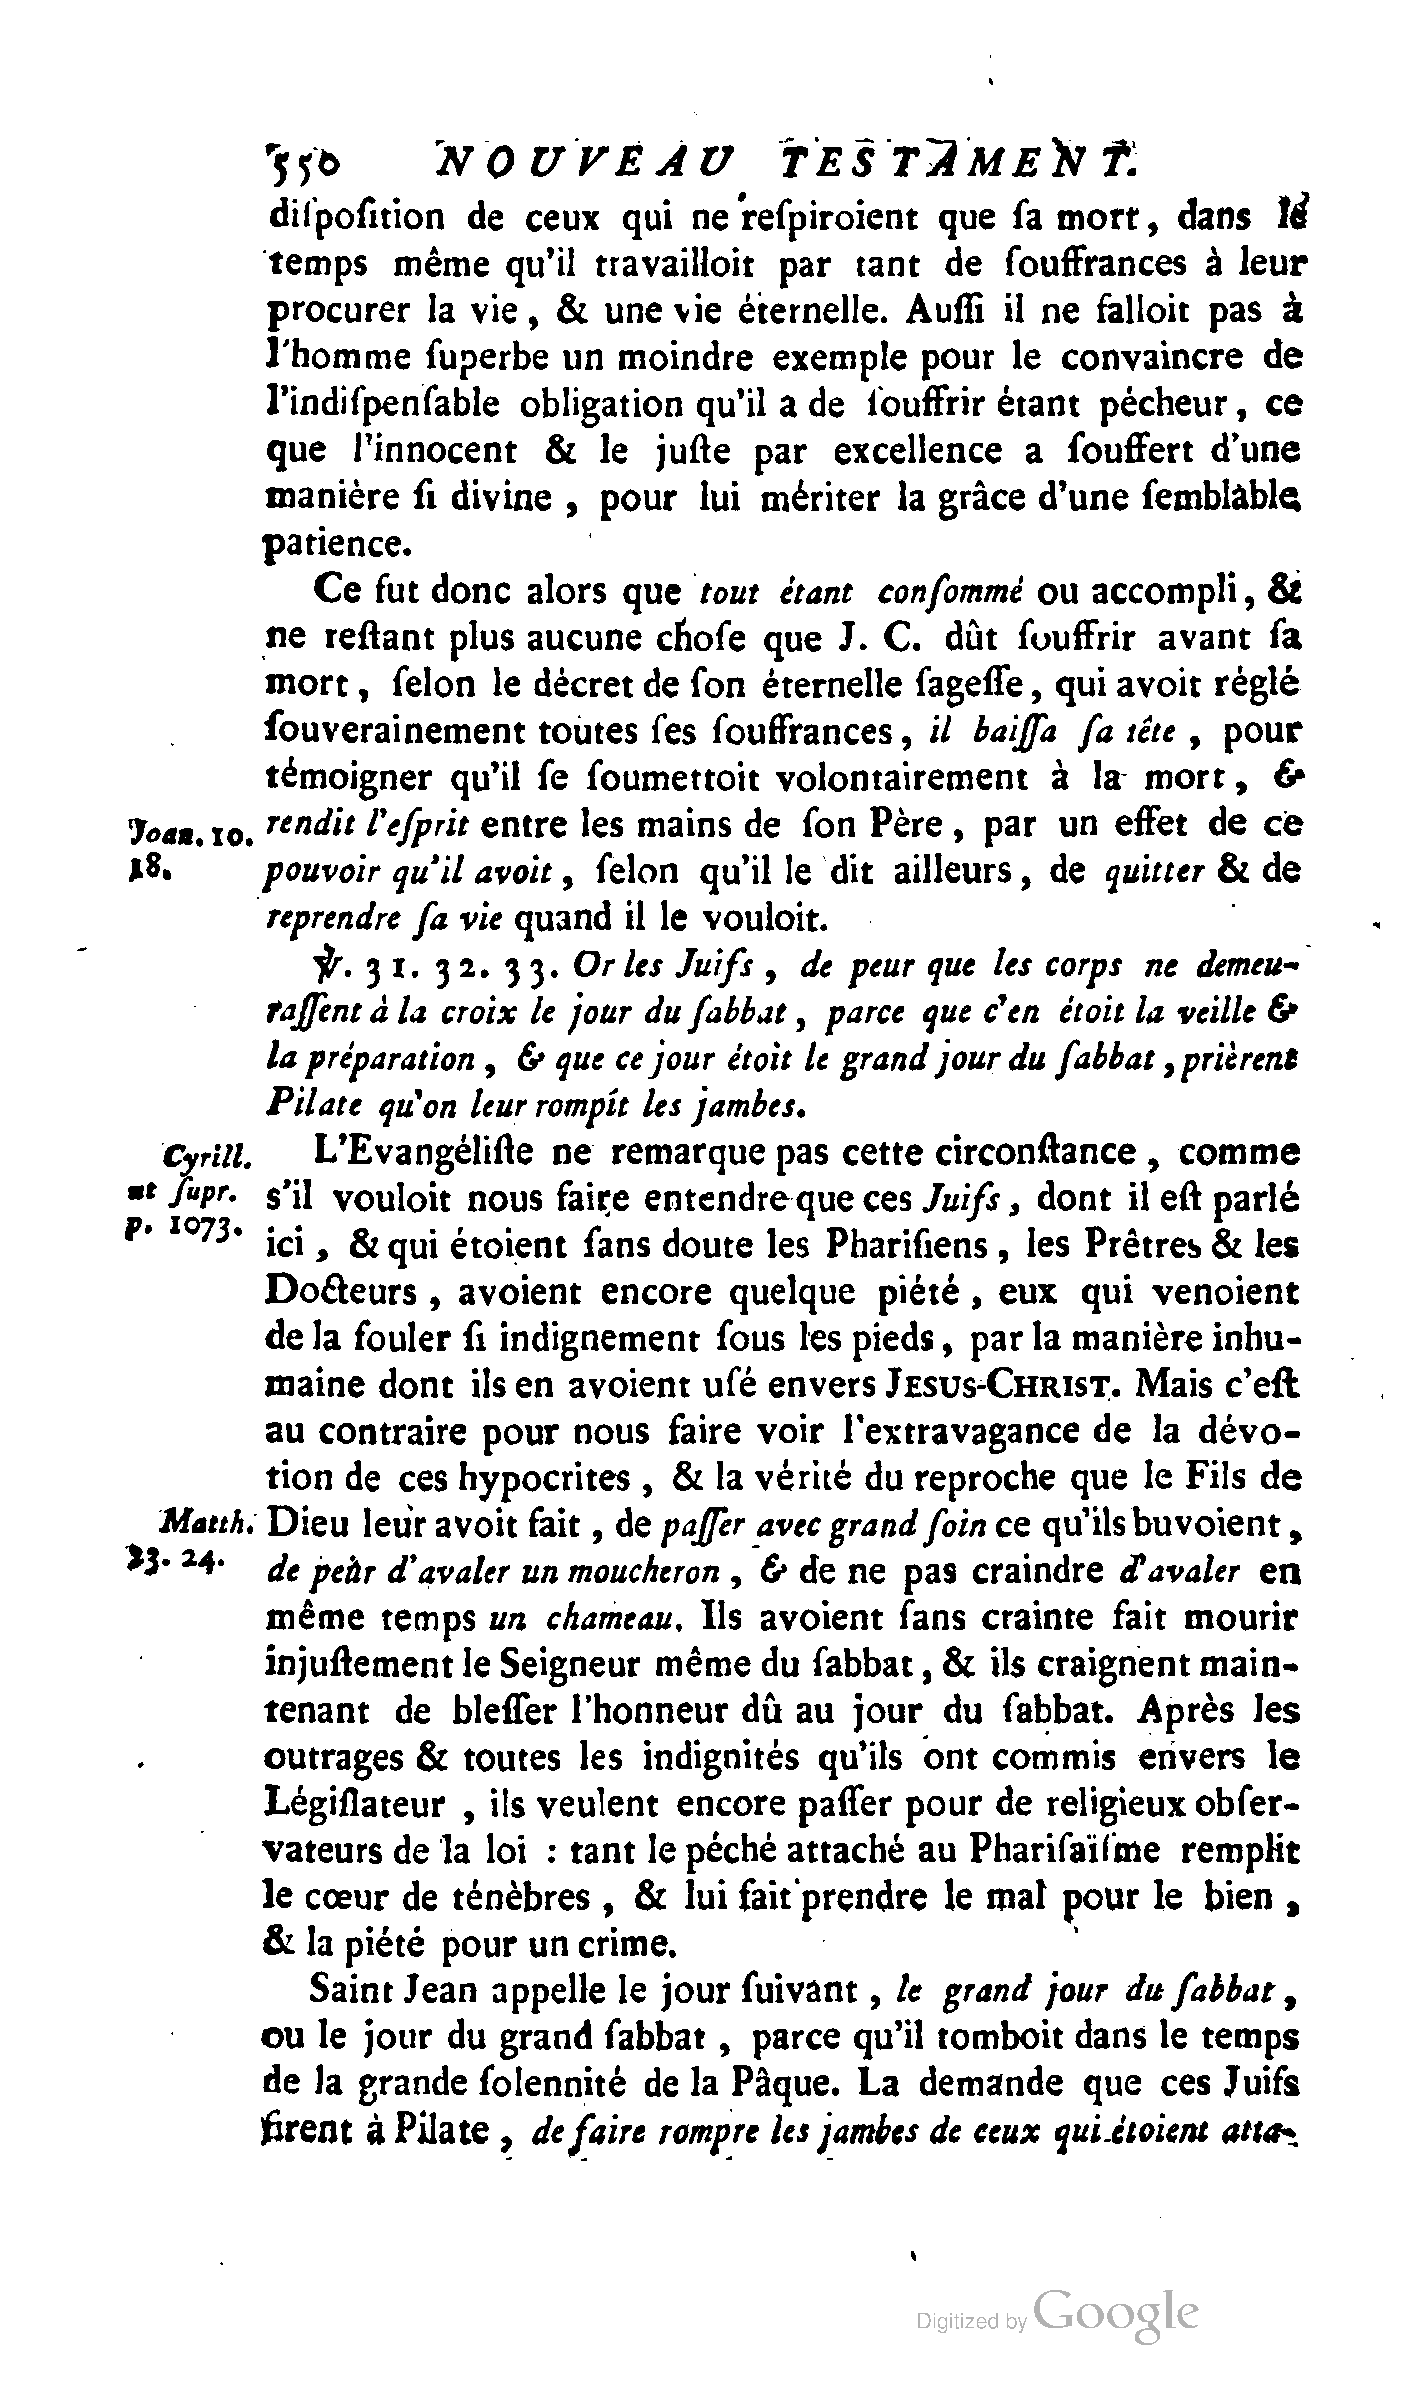 550 NOUVEAU TESTAMENT.
diſpoſition de ceux qui ne reſpiroient que ſa mort, dans le
temps même qu'il travailloit par tant de ſouffrances à leur
procurer la vie, & une vie éternelle. Auſſi il ne falloit pas à
l'homme ſuperbe un moindre exemple pour le convaincre de
l'indiſpenſable obligation qu'il a de ſouffrir étant pécheur, ce
que l'innocent & le juſte par excellence a ſouffert d'une
manière ſi divine, pour lui mériter la grâce d'une ſemblable
patience.
Ce fut donc alors que tout étant conſommé ou accompli, &
ne reſtant plus aucune choſe que J. C. dût ſouffrir avant ſa
mort, ſelon le décret de ſon éternelle ſageſſe, qui avoit réglé
ſouverainement toutes ſes ſouffrances, il baiſſa ſa tête, pour
témoigner qu'il ſe ſoumettoit volontairement à la mort, &
Joan. 10. rendit l'eſprit entre les mains de ſon Père, par un effet de ce
18. pouvoir qu'il avoit, ſelon qu'il le dit ailleurs, de quitter & de
reprendre ſa vie quand il le vouloit.
℣. 31. 32. 33. Or les Juifs, de peur que les corps ne demeu-
raſſent à la croix le jour du ſabbat, parce que c'en étoit la veille &
la préparation, & que ce jour étoit le grand jour du ſabbat, prièrent
Pilate qu'on leur rompît les jambes.
Cyrill. L'Evangéliſte ne remarque pas cette circonſtance, comme
ut ſupr. s'il vouloit nous faire entendre que ces Juifs, dont il eſt parlé
p. 1073. ici, & qui étoient ſans doute les Phariſiens, les Prêtres & les
Docteurs, avoient encore quelque piété, eux qui venoient
de la fouler ſi indignement ſous les pieds, par la manière inhu-
maine dont ils en avoient uſé envers JESUS-CHRIST. Mais c'eſt
au contraire pour nous faire voir l'extravagance de la dévo-
tion de ces hypocrites, & la vérité du reproche que le Fils de
Matth. Dieu leur avoit fait, de paſſer avec grand ſoin ce qu'ils buvoient,
23. 24. de peur d'avaler un moucheron, & de ne pas craindre d'avaler en
même temps un chameau. Ils avoient ſans crainte fait mourir
injuſtement le Seigneur même du ſabbat, & ils craignent main-
tenant de bleſſer l'honneur dû au jour du ſabbat. Après les
outrages & toutes les indignités qu'ils ont commis envers le
Légiſlateur, ils veulent encore paſſer pour de religieux obſer-
vateurs de la loi : tant le péché attaché au Phariſaïſme remplit
le cœur de ténèbres, & lui fait prendre le mal pour le bien,
& la piété pour un crime.
Saint Jean appelle le jour ſuivant, le grand jour du ſabbat,
ou le jour du grand ſabbat, parce qu'il tomboit dans le temps
de la grande ſolennité de la Pâque. La demande que ces Juifs
firent à Pilate, de faire rompre les jambes de ceux qui étoient atta-
Digitized by Google